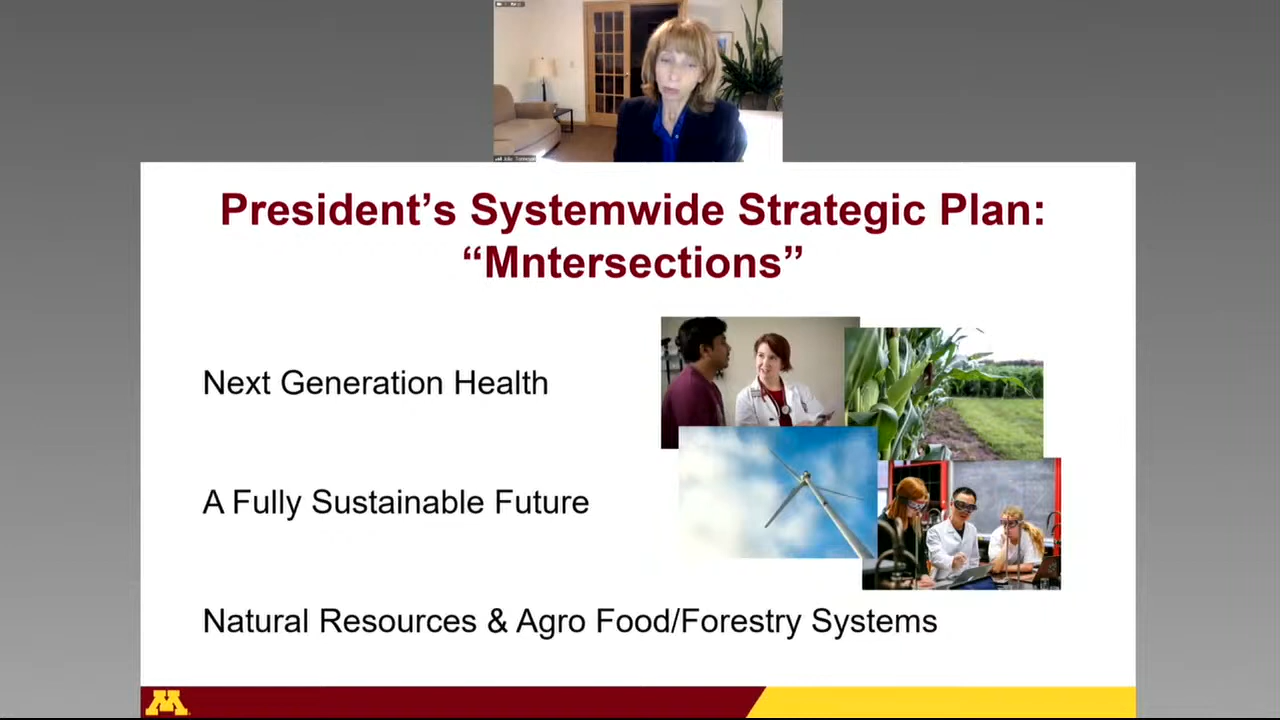 President’s Systemwide Strategic Plan:
“Mntersections”
Next Generation Health
A Fully Sustainable Future
Natural Resources & Agro Food/Forestry Systems
M